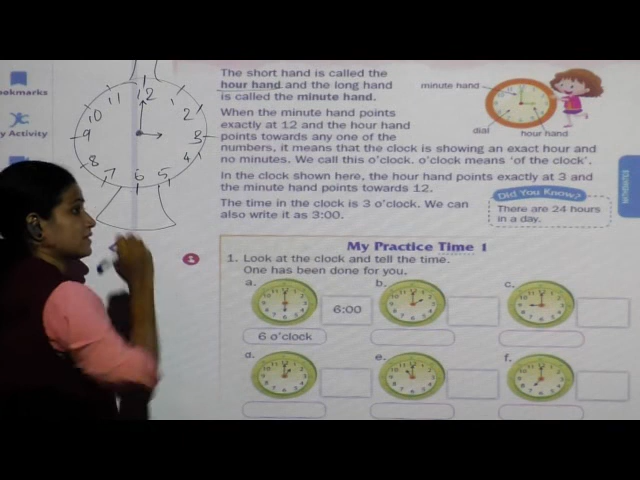 The short hand is called the
hour hand and the long hand
is called the minute hand.
When the minute hand points
exactly at 12 and the hour hand
points towards any one of the
numbers, it means that the clock is showing an exact hour and
no minutes. We call this o'clock. o'clock means 'of the clock'.
In the clock shown here, the hour hand points exactly at 3 and
the minute hand points towards 12.
The time in the clock is 3 o'clock. We can
also write it as 3:00.
minute hand
dial
hour hand
Did You Know?
There are 24 hours
in a day.
12
2
3
4
5
6
7
8
9
10
11
My Practice Time 1
1
1. Look at the clock and tell the time.
One has been done for you.
a.
6:00
6 o'clock
b.
c.
d.
e.
f.
okmarks
y Activity